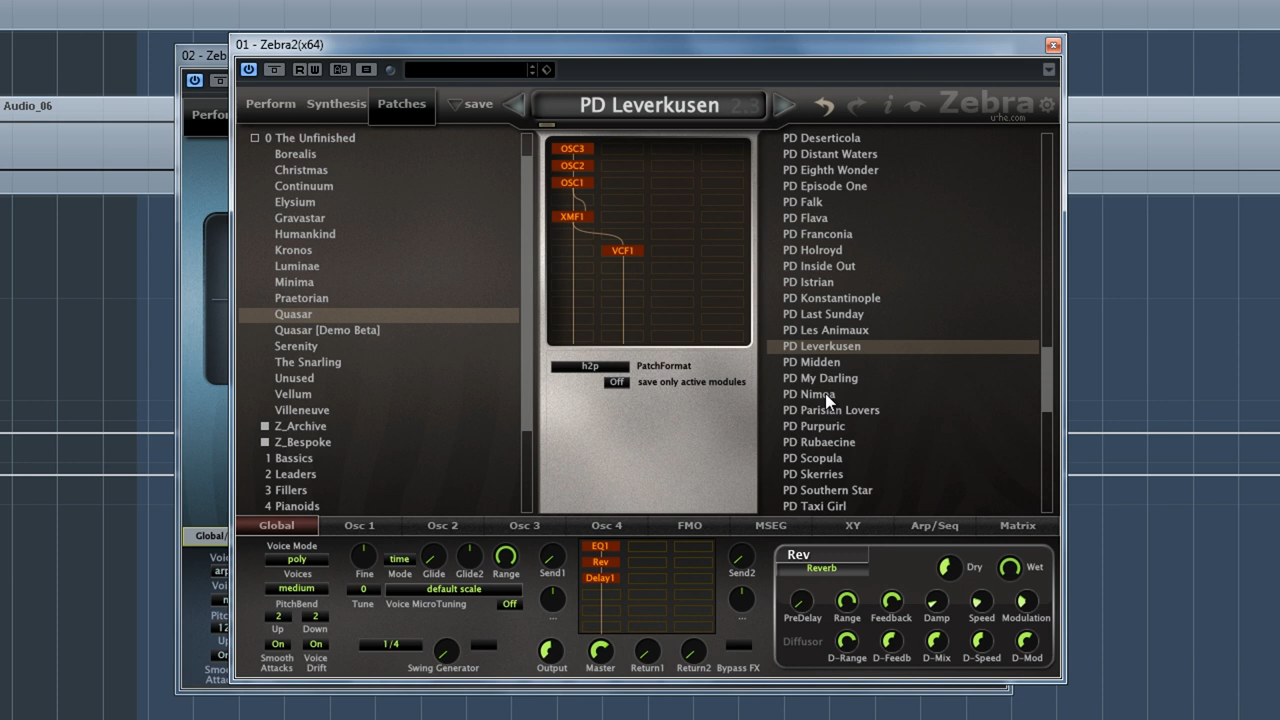 01 - Zebra2(x64)
02 - Zeb
R W
Audio_06
Perfo
Perform
Synthesis
Patches
save
PD Leverkusen
2.3
Zebra
u-he.com
0 The Unfinished
Borealis
Christmas
Continuum
Elysium
Gravastar
Humankind
Kronos
Luminae
Minima
Praetorian
Quasar
Quasar [Demo Beta]
Serenity
The Snarling
Unused
Vellum
Villeneuve
Z_Archive
Z_Bespoke
1 Bassics
2 Leaders
3 Fillers
4 Pianoids
OSC3
OSC2
OSC1
XMF1
VCF1
h2p PatchFormat
Off save only active modules
PD Deserticola
PD Distant Waters
PD Eighth Wonder
PD Episode One
PD Falk
PD Flava
PD Franconia
PD Holroyd
PD Inside Out
PD Istrian
PD Konstantinople
PD Last Sunday
PD Les Animaux
PD Leverkusen
PD Midden
PD My Darling
PD Nimoa
PD Parisian Lovers
PD Purpuric
PD Rubaecine
PD Scopula
PD Skerries
PD Southern Star
PD Taxi Girl
Global
Osc 1
Osc 2
Osc 3
Osc 4
FMO
MSEG
XY
Arp/Seq
Matrix
Global/
Voice Mode
poly
Voices
medium
PitchBend
2 2
Up Down
On On
Smooth Attacks
Voice Drift
Fine
time
Mode
Glide
Glide2
Range
0
Tune
default scale
Voice MicroTuning
Off
1/4
Swing Generator
Send1
...
Output
EQ1
Rev
Delay1
Master
Return1
Return2
Bypass FX
Send2
...
Rev
Reverb
Dry
Wet
PreDelay
Range
Feedback
Damp
Speed
Modulation
Diffusor
D-Range
D-Feedb
D-Mix
D-Speed
D-Mod